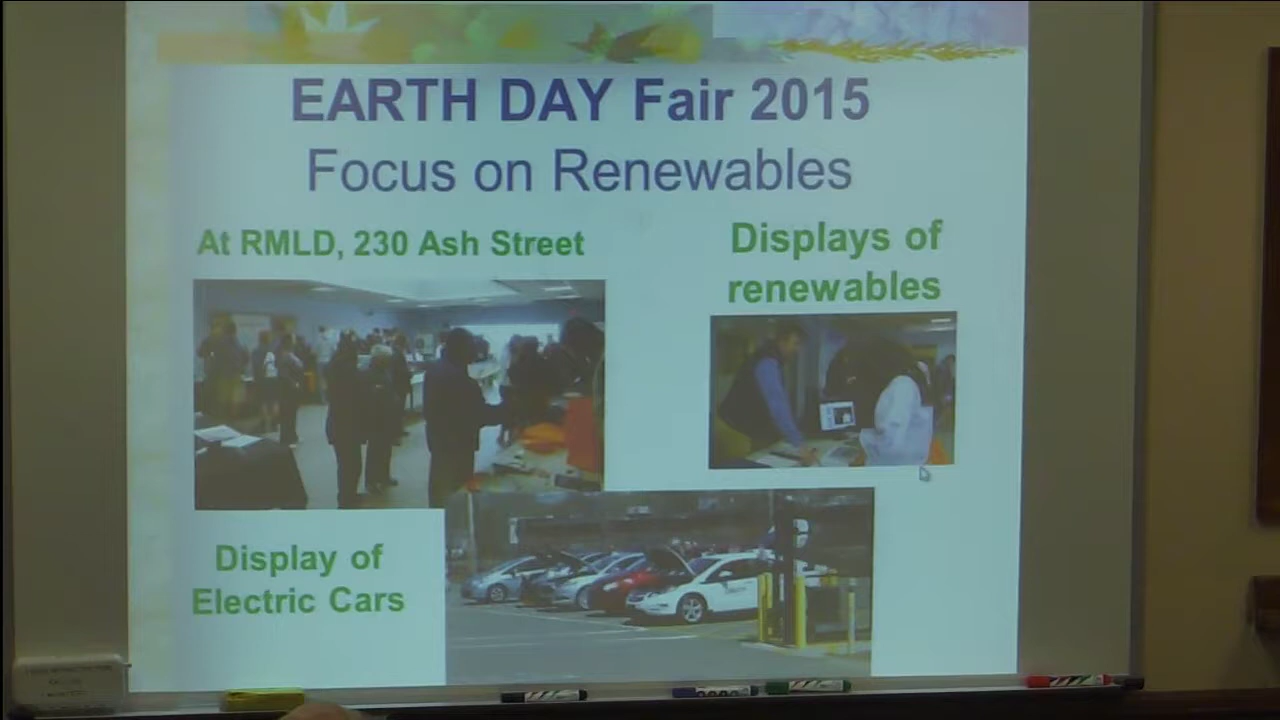 EARTH DAY Fair 2015
Focus on Renewables
At RMLD, 230 Ash Street
Displays of
renewables
Display of
Electric Cars